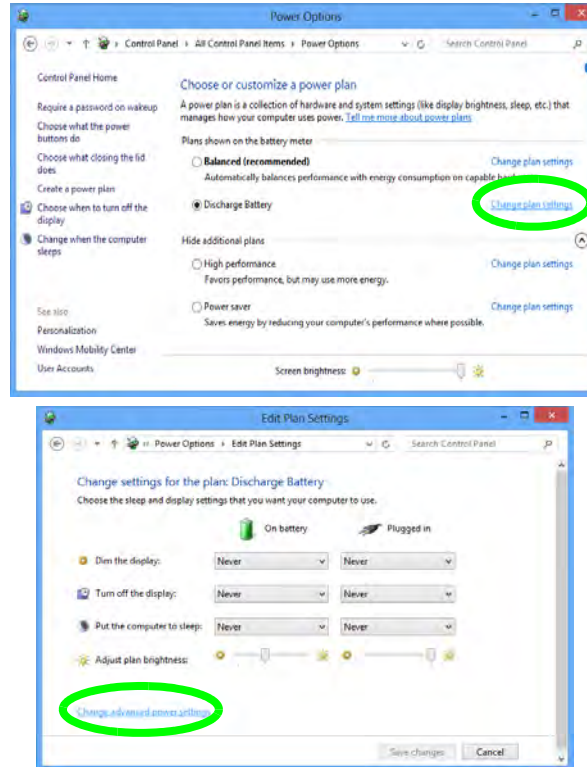 Power Options
Control Panel › All Control Panel Items › Power Options
Search Control Panel
Control Panel Home
Require a password on wakeup
Choose what the power
buttons do
Choose what closing the lid
does
Create a power plan
Choose when to turn off the
display
Change when the computer
sleeps
See also
Personalization
Windows Mobility Center
User Accounts
Choose or customize a power plan
A power plan is a collection of hardware and system settings (like display brightness, sleep, etc.) that
manages how your computer uses power. Tell me more about power plans
Plans shown on the battery meter
Balanced (recommended) Change plan settings
Automatically balances performance with energy consumption on capable
Discharge Battery Change plan settings
Hide additional plans
High performance Change plan settings
Favors performance, but may use more energy.
Power saver Change plan settings
Saves energy by reducing your computer's performance where possible.
Screen brightness:
Edit Plan Settings
Power Options › Edit Plan Settings
Search Control Panel
Change settings for the plan: Discharge Battery
Choose the sleep and display settings that you want your computer to use.
On battery Plugged in
Dim the display: Never Never
Turn off the display: Never Never
Put the computer to sleep: Never Never
Adjust plan brightness:
Change advanced power settings
Save changes Cancel